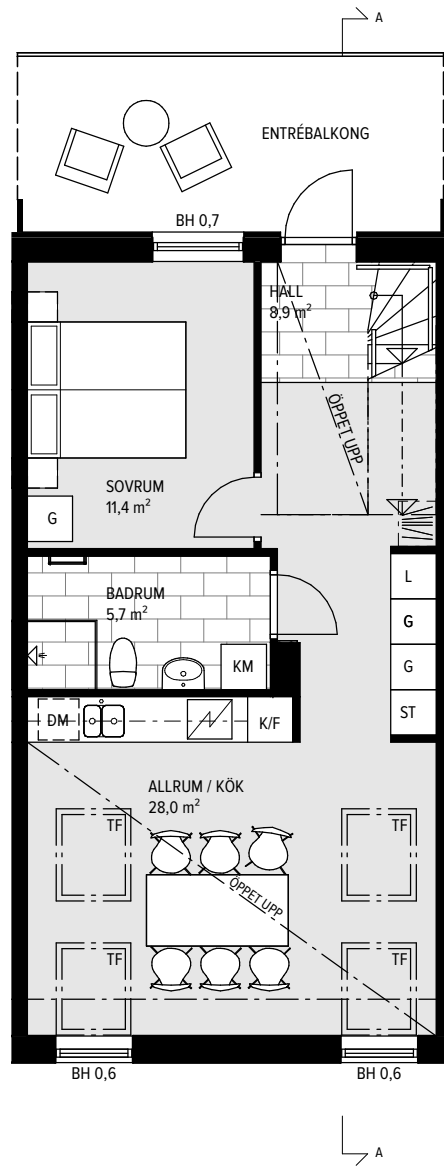 A
ENTRÉBALKONG
BH 0,7
HALL
8,9 m²
ÖPPET UPP
SOVRUM
11,4 m²
G
BADRUM
5,7 m²
L
G
G
ST
KM
DM
K/F
ALLRUM / KÖK
28,0 m²
TF
TF
ÖPPET UPP
TF
TF
BH 0,6
BH 0,6
A